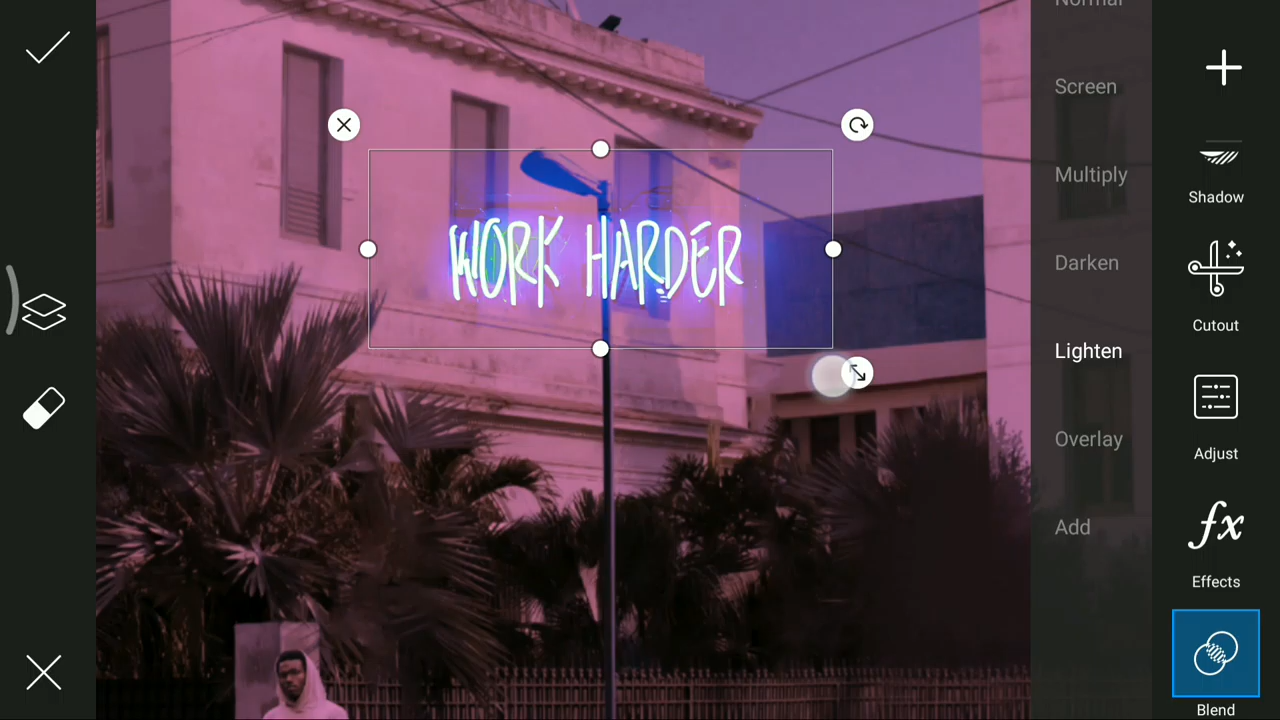 Normal
Screen
Multiply
Darken
Lighten
Overlay
Add
WORK HARDER
Shadow
Cutout
Adjust
fx
Effects
Blend